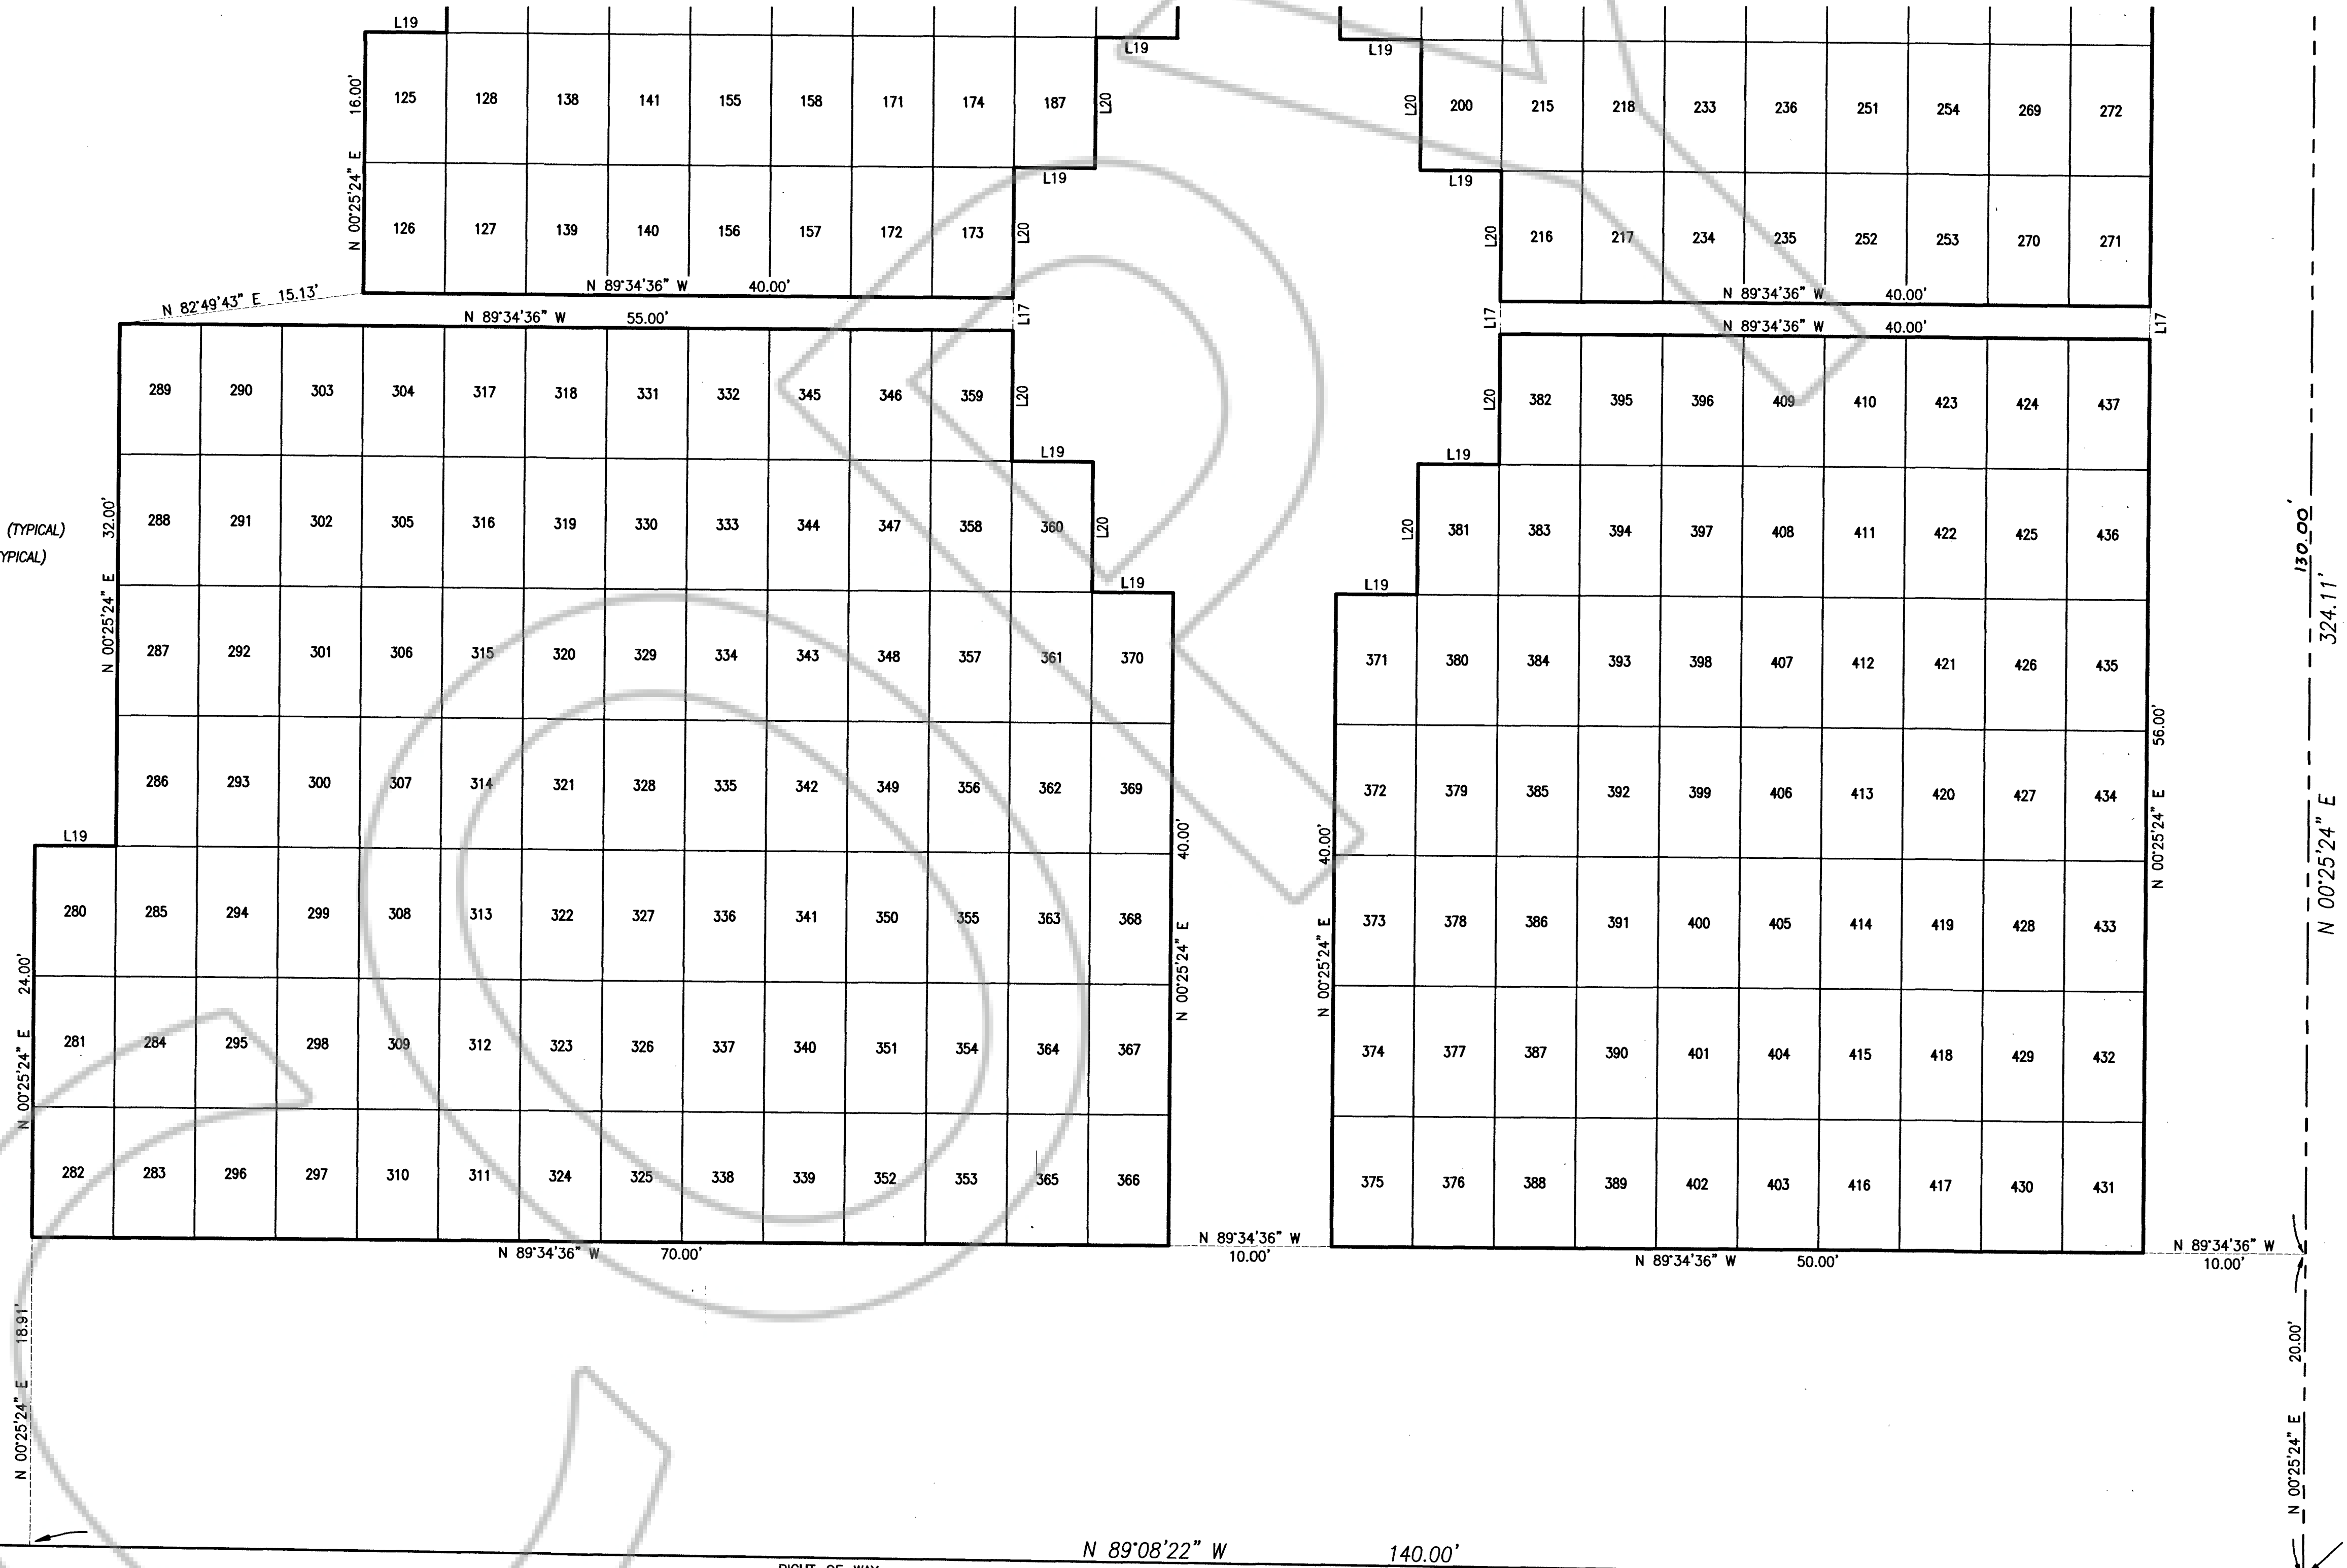 L19
L19
L19
16.00'
N 00°25'24" E
125 128 138 141 155 158 171 174 187
L20
L20
200 215 218 233 236 251 254 269 272
L19
L19
126 127 139 140 156 157 172 173
L20
L20
216 217 234 235 252 253 270 271
N 89°34'36" W 40.00'
N 89°34'36" W 40.00'
N 82°49'43" E 15.13'
N 89°34'36" W 55.00'
L17
L17
N 89°34'36" W 40.00'
L17
289 290 303 304 317 318 331 332 345 346 359
L20
L20
382 395 396 409 410 423 424 437
L19
L19
(TYPICAL)
YPICAL)
32.00'
N 00°25'24" E
288 291 302 305 316 319 330 333 344 347 358 360
L20
L20
381 383 394 397 408 411 422 425 436
130.00'
324.11'
N 00°25'24" E
L19
L19
287 292 301 306 315 320 329 334 343 348 357 361 370
371 380 384 393 398 407 412 421 426 435
56.00'
N 00°25'24" E
286 293 300 307 314 321 328 335 342 349 356 362 369
372 379 385 392 399 406 413 420 427 434
L19
40.00'
N 00°25'24" E
40.00'
N 00°25'24" E
280 285 294 299 308 313 322 327 336 341 350 355 363 368
373 378 386 391 400 405 414 419 428 433
24.00'
N 00°25'24" E
281 284 295 298 309 312 323 326 337 340 351 354 364 367
374 377 387 390 401 404 415 418 429 432
282 283 296 297 310 311 324 325 338 339 352 353 365 366
375 376 388 389 402 403 416 417 430 431
N 89°34'36" W 70.00'
N 89°34'36" W
10.00'
N 89°34'36" W 50.00'
N 89°34'36" W
10.00'
18.91'
N 00°25'24" E
20.00'
N 00°25'24" E
N 89°08'22" W 140.00'
RIGHT OF WAY
COPY